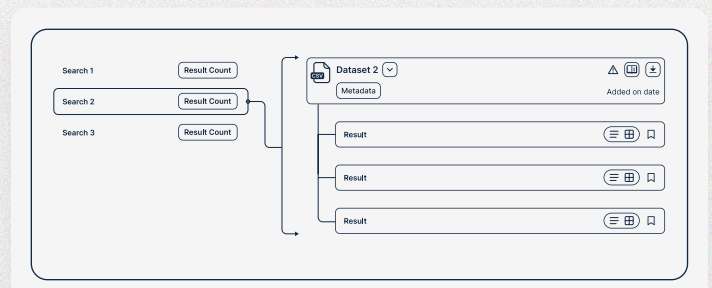 Search 1
Result Count
Search 2
Result Count
Search 3
Result Count
CSV
Dataset 2
Metadata
Added on date
Result
Result
Result